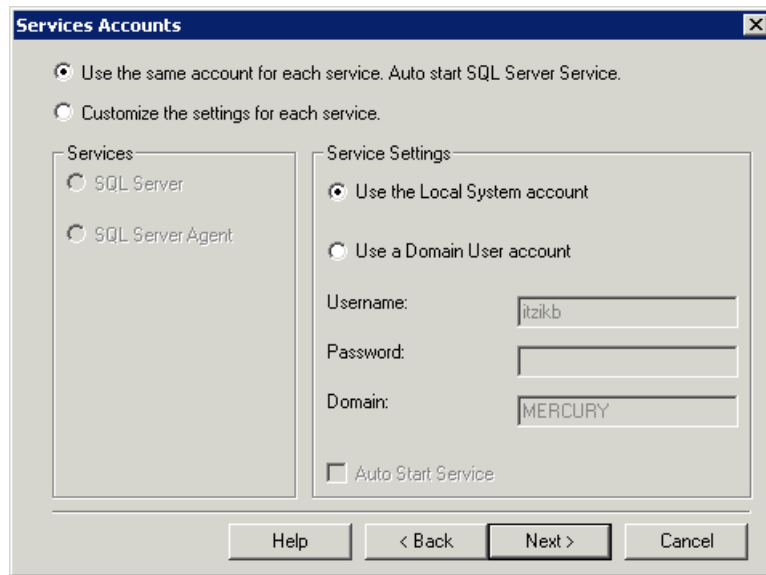 Services Accounts
Use the same account for each service. Auto start SQL Server Service.
Customize the settings for each service.
Services
SQL Server
SQL Server Agent
Service Settings
Use the Local System account
Use a Domain User account
Username:
itzikb
Password:
Domain:
MERCURY
Auto Start Service
Help
< Back
Next >
Cancel